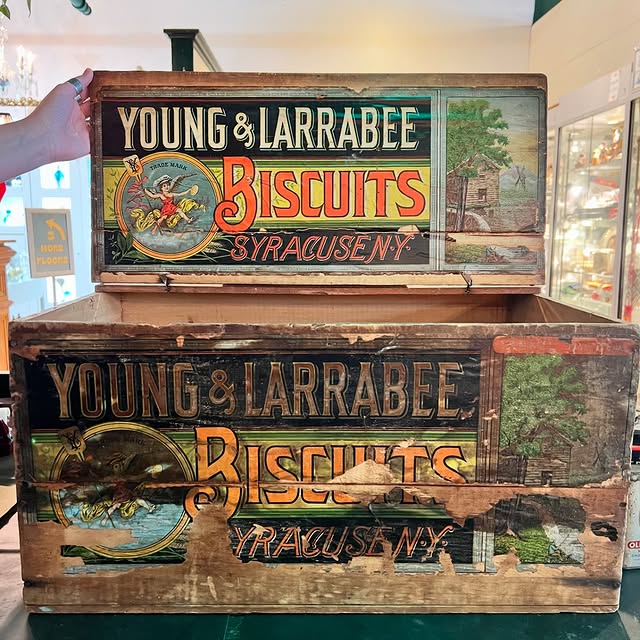 YOUNG & LARRABEE
TRADE MARK
BISCUITS
SYRACUSE N.Y.
MORE
FLOORS
YOUNG & LARRABEE
BISCUITS
YRACUSE N.Y.